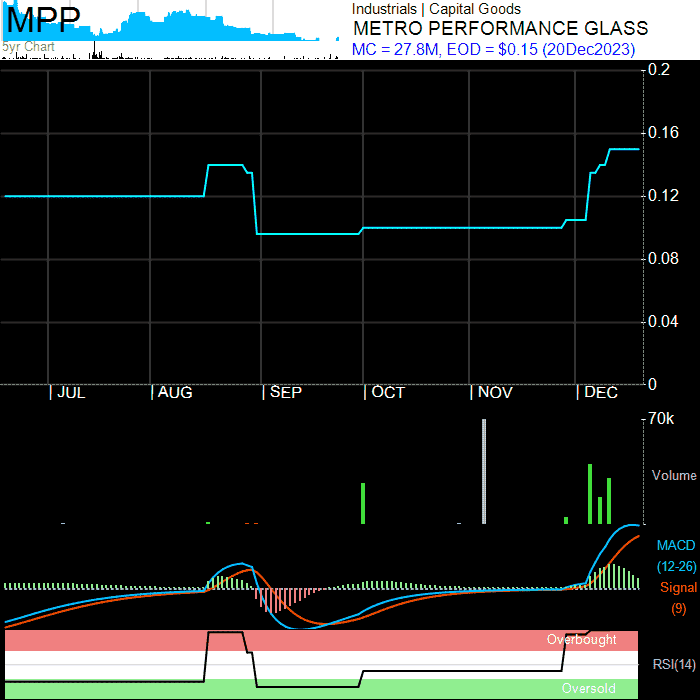 MPP
5yr Chart
Industrials | Capital Goods
METRO PERFORMANCE GLASS
MC = 27.8M, EOD = $0.15 (20Dec2023)
0.2
0.16
0.12
0.08
0.04
0
| JUL | AUG | SEP | OCT | NOV | DEC
70k
Volume
MACD
(12-26)
Signal
(9)
Overbought
RSI(14)
Oversold